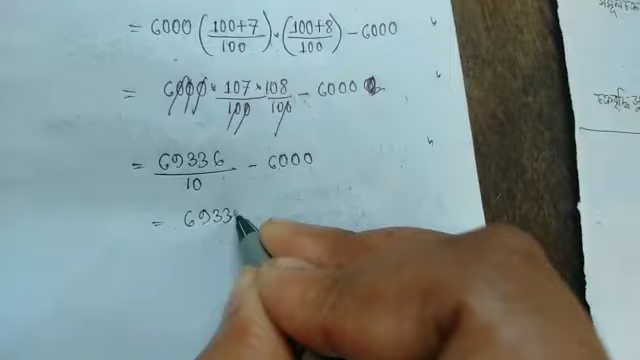 = 6000 (100+7/100) · (100+8/100) - 6000
= 6000 × 107 × 108/100 100 - 6000
= 69336/10 - 6000
= 6933